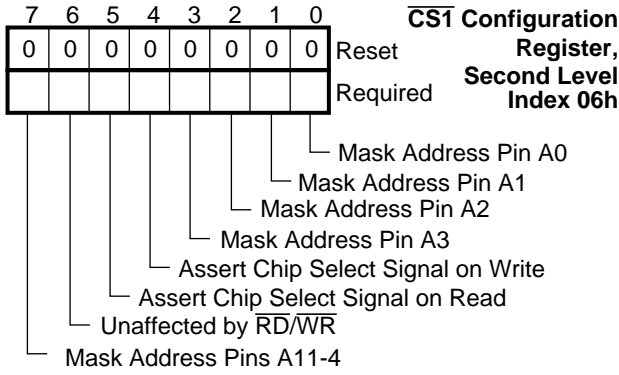 7 6 5 4 3 2 1 0
0 0 0 0 0 0 0 0 Reset
Required
CS1 Configuration
Register,
Second Level
Index 06h
Mask Address Pin A0
Mask Address Pin A1
Mask Address Pin A2
Mask Address Pin A3
Assert Chip Select Signal on Write
Assert Chip Select Signal on Read
Unaffected by RD/WR
Mask Address Pins A11-4